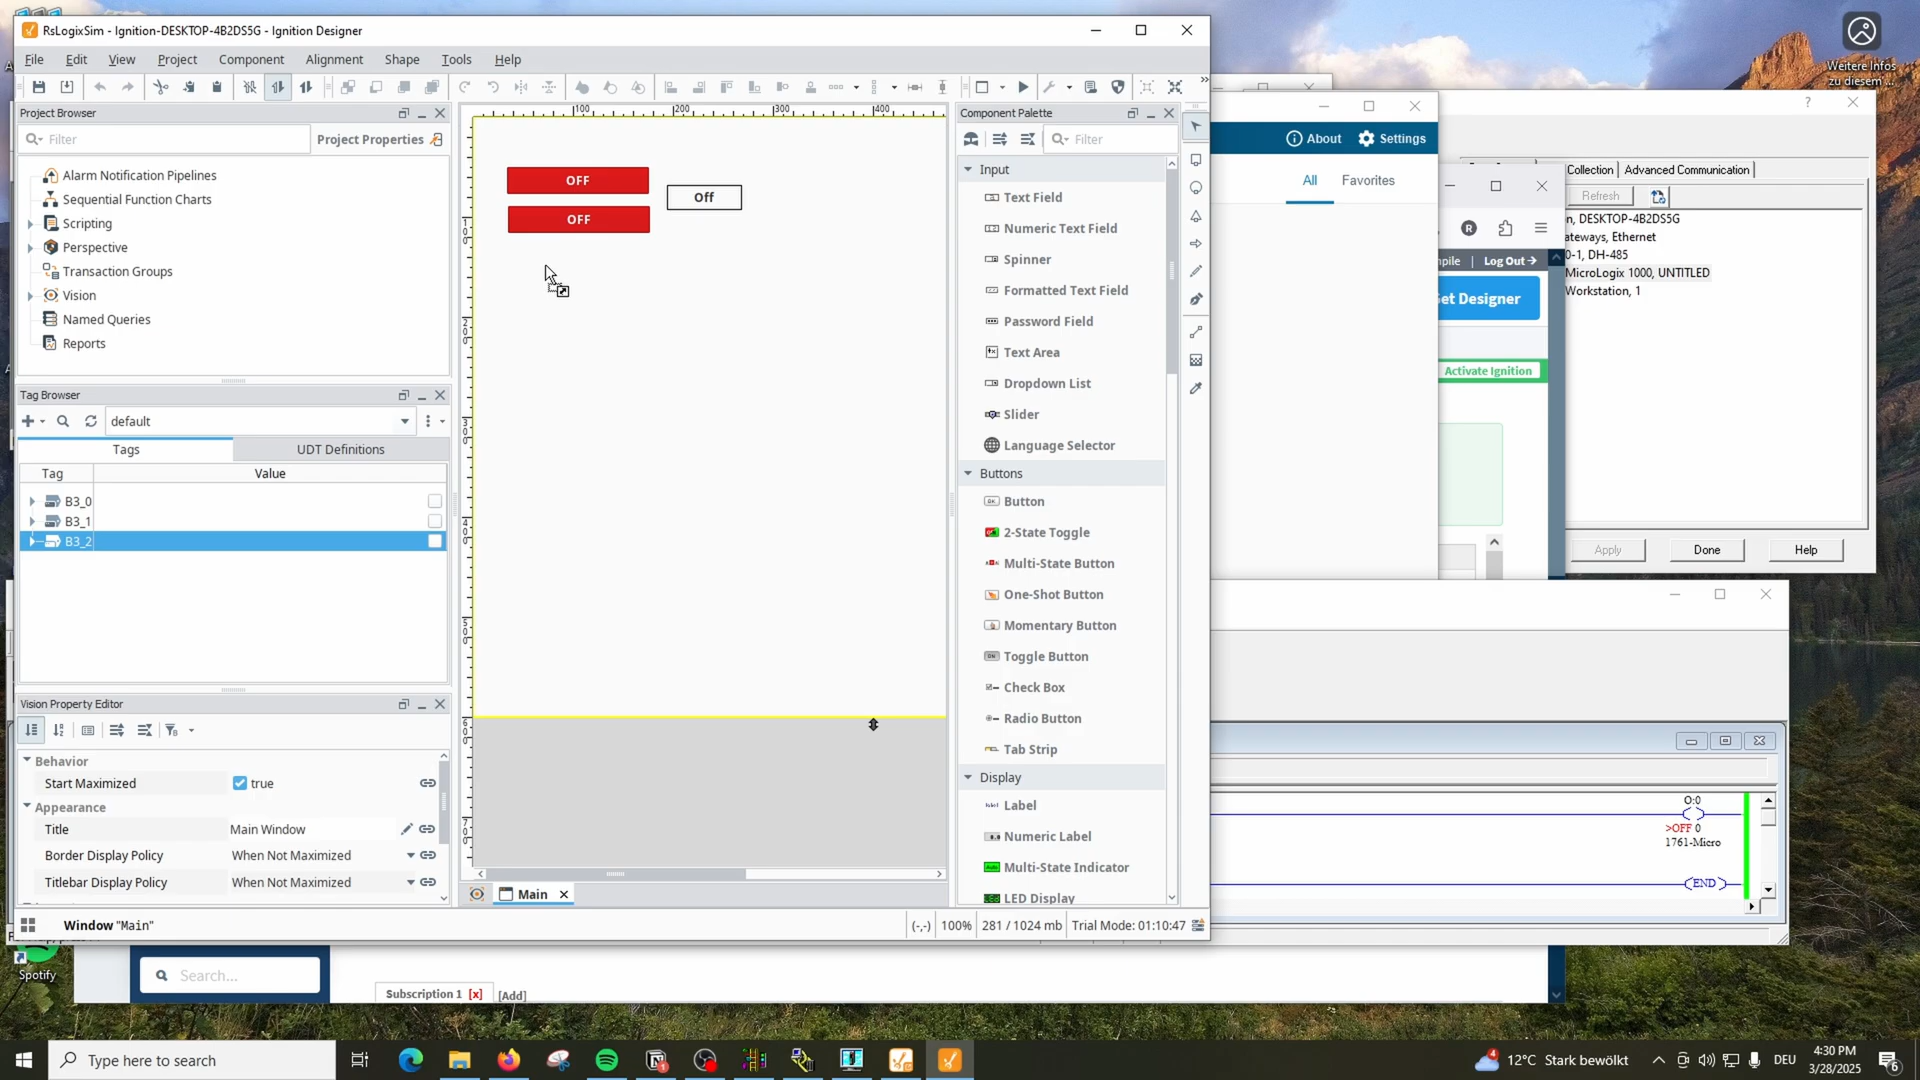 RsLogixSim - Ignition-DESKTOP-4B2DS5G - Ignition Designer
File Edit View Project Component Alignment Shape Tools Help
Project Browser
Filter
Project Properties
Alarm Notification Pipelines
Sequential Function Charts
Scripting
Perspective
Transaction Groups
Vision
Named Queries
Reports
Tag Browser
default
Tags UDT Definitions
Tag Value
B3_0
B3_1
B3_2
Vision Property Editor
Behavior
Start Maximized true
Appearance
Title Main Window
Border Display Policy When Not Maximized
Titlebar Display Policy When Not Maximized
100 200 300 400
OFF
Off
OFF
Main
Window "Main"
100% 281 / 1024 mb Trial Mode: 01:10:47
Component Palette
Filter
Input
Text Field
Numeric Text Field
Spinner
Formatted Text Field
Password Field
Text Area
Dropdown List
Slider
Language Selector
Buttons
Button
2-State Toggle
Multi-State Button
One-Shot Button
Momentary Button
Toggle Button
Check Box
Radio Button
Tab Strip
Display
Label
Numeric Label
Multi-State Indicator
LED Display
About Settings
All Favorites
Log Out
Get Designer
Activate Ignition
Collection Advanced Communication
Refresh
DESKTOP-4B2DS5G
Ethernet
DH-485
MicroLogix 1000, UNTITLED
Workstation, 1
Apply Done Help
O:0
>OFF 0
1761-Micro
END
Search...
Subscription 1 [x] [Add]
Weitere Infos
zu diesem ...
Spotify
Type here to search
12°C Stark bewölkt
DEU
4:30 PM
3/28/2025
6